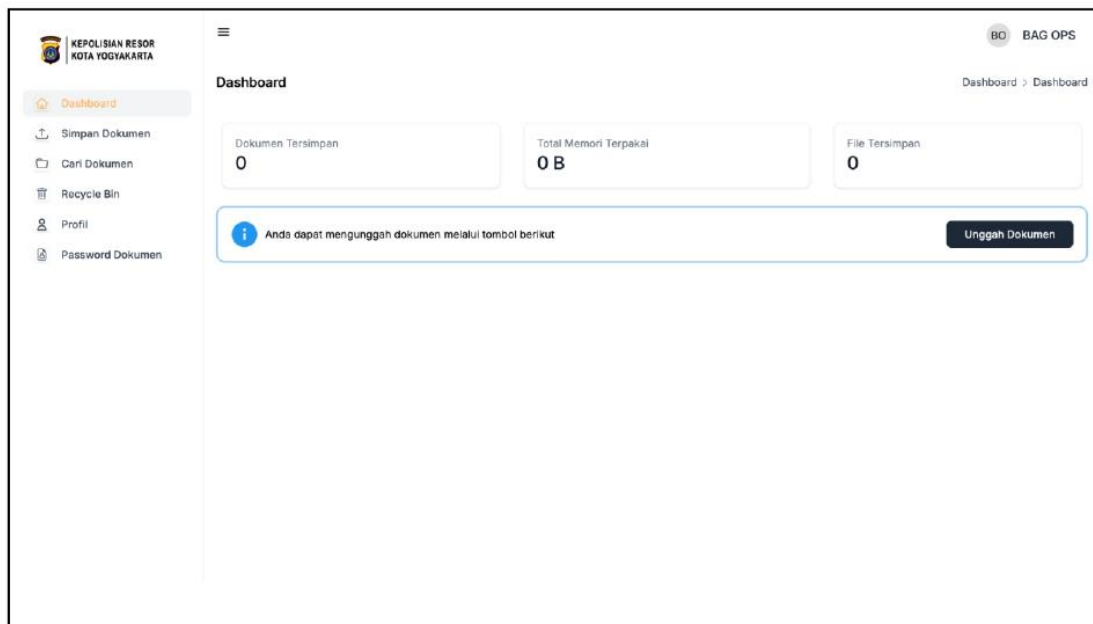 KEPOLISIAN RESOR
KOTA YOGYAKARTA
BO BAG OPS
Dashboard
Dashboard > Dashboard
Dashboard
Simpan Dokumen
Cari Dokumen
Recycle Bin
Profil
Password Dokumen
Dokumen Tersimpan
0
Total Memori Terpakai
0 B
File Tersimpan
0
Anda dapat mengunggah dokumen melalui tombol berikut
Unggah Dokumen